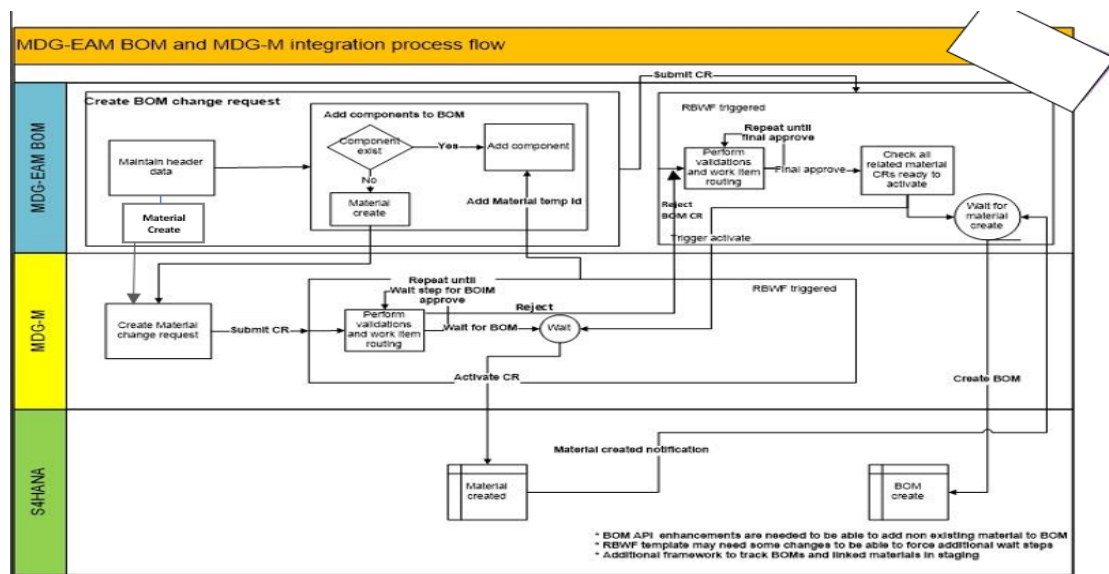 MDG-EAM BOM and MDG-M integration process flow
MDG-EAM BOM
Create BOM change request
Maintain header
data
Material
Create
Add components to BOM
Component
exist
Yes
No
Add component
Material
create
Add Material temp Id
Submit CR
RBWF triggered
Repeat until
final approve
Perform
validations
and work item
routing
Final approve
Check all
related material
CRs ready to
activate
Wait for
material
create
Reject
BOM CR
Trigger activate
MDG-M
Create Material
change request
Submit CR
Repeat until
Wait step for BOIM
approve
RBWF triggered
Perform
validations
and work item
routing
Reject
Wait for BOM
Wait
Activate CR
Create BOM
S4HANA
Material
created
Material created notification
BOM
create
* BOM API enhancements are needed to be able to add non existing material to BOM
* RBWF template may need some changes to be able to force additional wait steps
* Additional framework to track BOMs and linked materials in staging